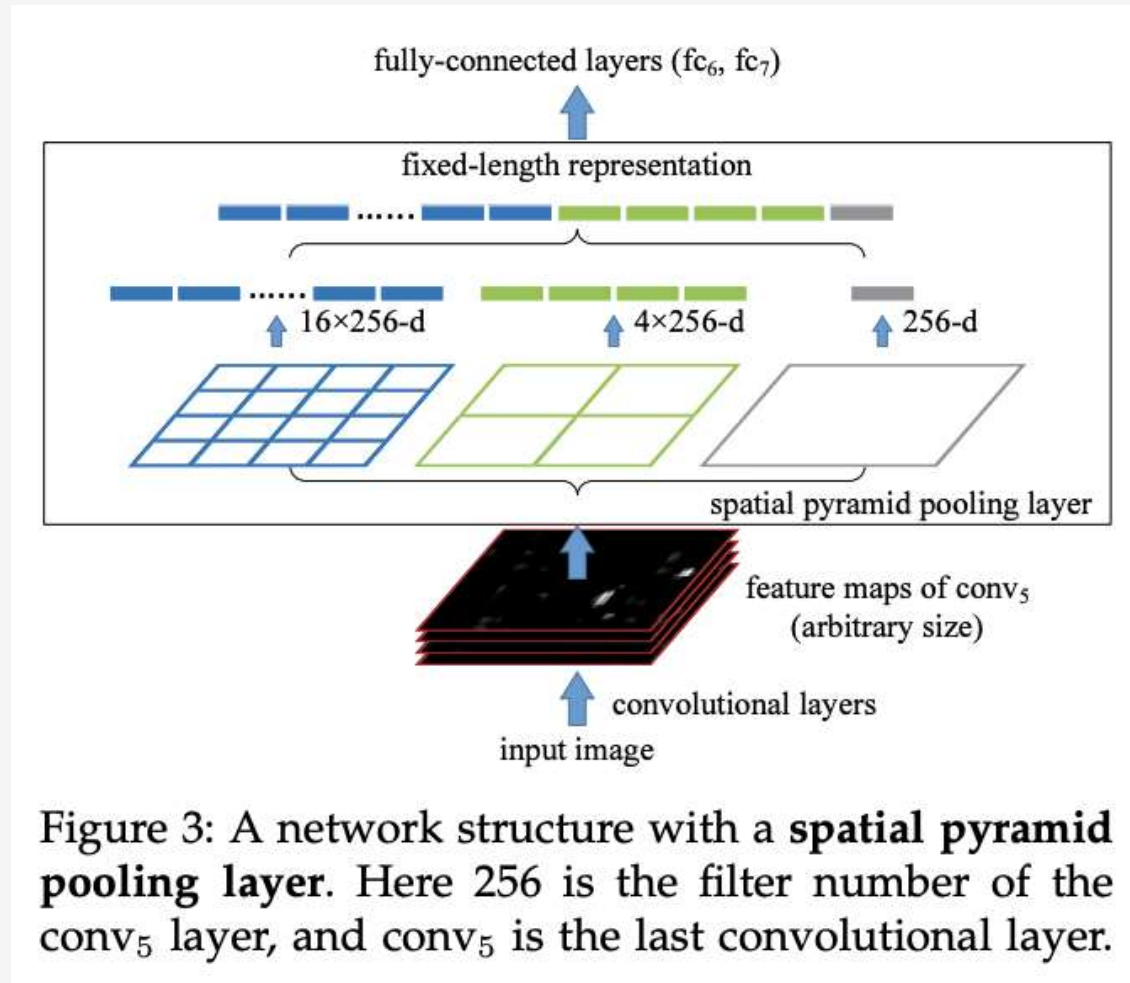 fully-connected layers (fc₆, fc₇)
fixed-length representation
......
......
16×256-d
4×256-d
256-d
spatial pyramid pooling layer
feature maps of conv₅
(arbitrary size)
convolutional layers
input image
Figure 3: A network structure with a spatial pyramid
pooling layer. Here 256 is the filter number of the
conv₅ layer, and conv₅ is the last convolutional layer.